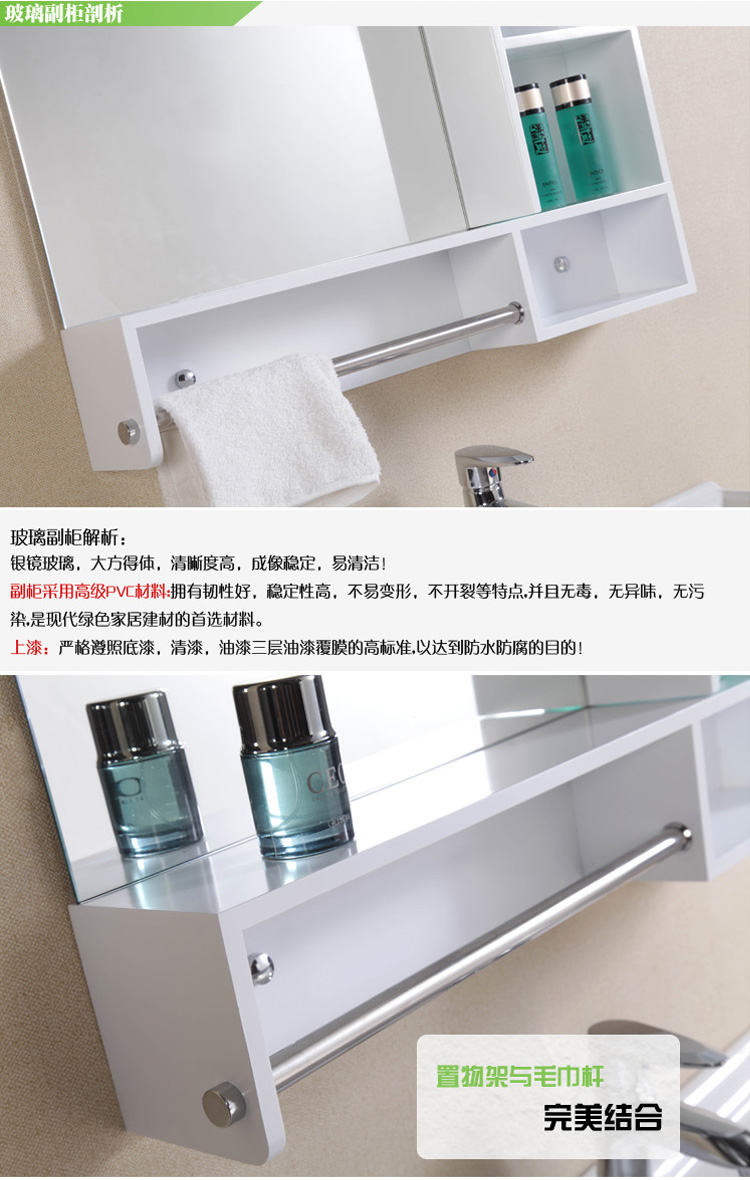 玻璃副柜剖析
玻璃副柜解析：
银镜玻璃，大方得体，清晰度高，成像稳定，易清洁！
副柜采用高级PVC材料:拥有韧性好，稳定性高，不易变形，不开裂等特点,并且无毒，无异味，无污
染,是现代绿色家居建材的首选材料。
上漆：严格遵照底漆，清漆，油漆三层油漆覆膜的高标准,以达到防水防腐的目的！
置物架与毛巾杆
完美结合